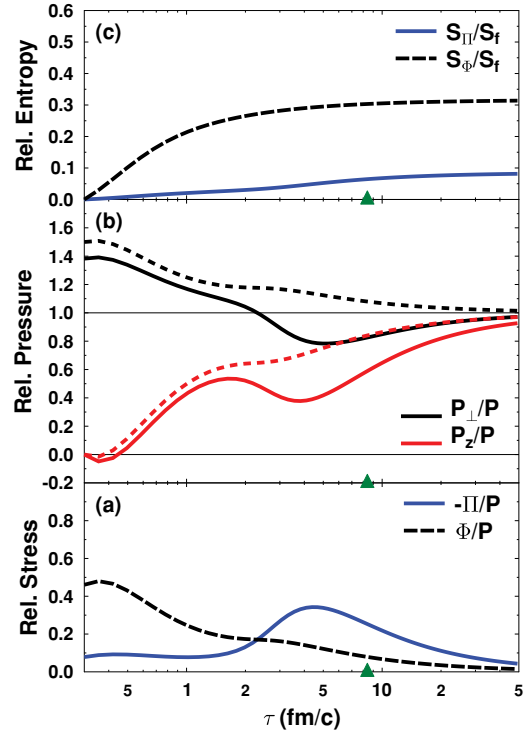 0.6
(c)
S_Π/S_f
0.5
S_Φ/S_f
0.4
0.3
0.2
0.1
0.0
Rel. Entropy
1.6
(b)
1.4
1.2
1.0
0.8
0.6
0.4
P_⊥/P
0.2
P_z/P
0.0
-0.2
Rel. Pressure
0.8
(a)
-Π/P
0.6
Φ/P
0.4
0.2
0.0
Rel. Stress
5 1 2 5 10 2 5
τ (fm/c)